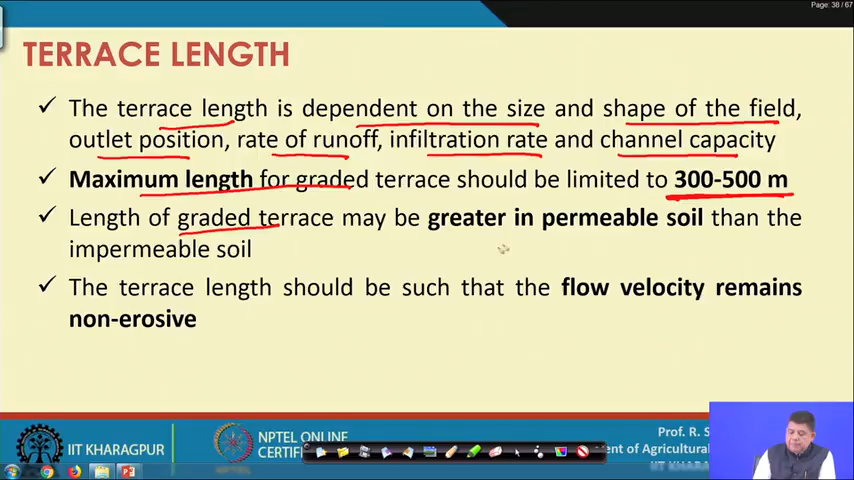 Page: 38 / 67
TERRACE LENGTH
✓ The terrace length is dependent on the size and shape of the field,
outlet position, rate of runoff, infiltration rate and channel capacity
✓ Maximum length for graded terrace should be limited to 300-500 m
✓ Length of graded terrace may be greater in permeable soil than the
impermeable soil
✓ The terrace length should be such that the flow velocity remains
non-erosive
IIT KHARAGPUR
NPTEL ONLINE
CERTIFI
Prof. R. S
ent of Agricultural
IIT KHARA